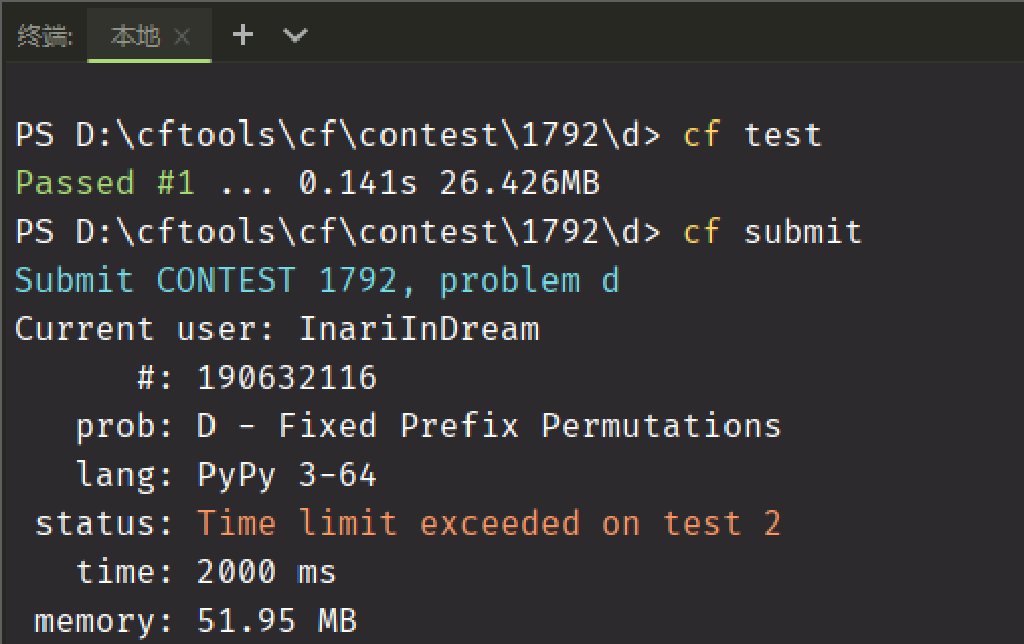 终端: 本地 × + 
PS D:\cftools\cf\contest\1792\d> cf test
Passed #1 ... 0.141s 26.426MB
PS D:\cftools\cf\contest\1792\d> cf submit
Submit CONTEST 1792, problem d
Current user: InariInDream
#: 190632116
prob: D - Fixed Prefix Permutations
lang: PyPy 3-64
status: Time limit exceeded on test 2
time: 2000 ms
memory: 51.95 MB